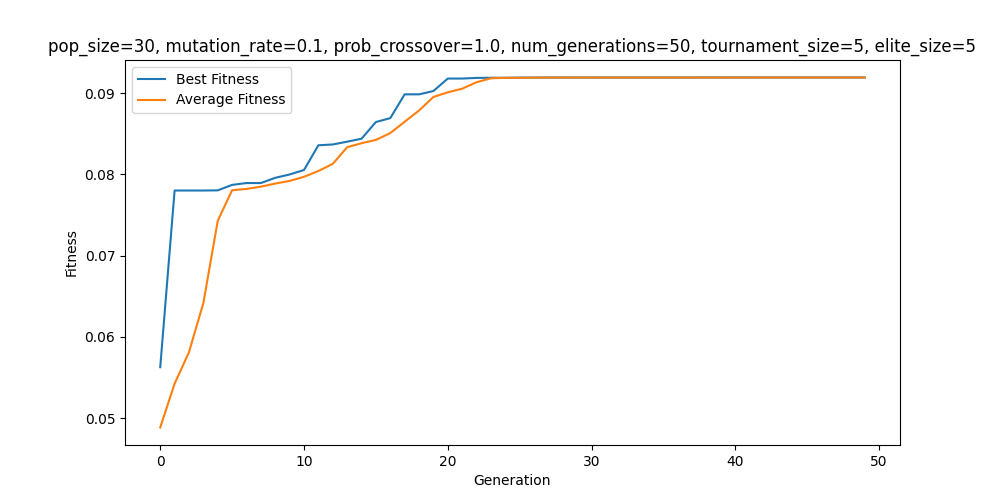 pop_size=30, mutation_rate=0.1, prob_crossover=1.0, num_generations=50, tournament_size=5, elite_size=5
Best Fitness
Average Fitness
0.09
0.08
0.07
0.06
0.05
Fitness
0 10 20 30 40 50
Generation